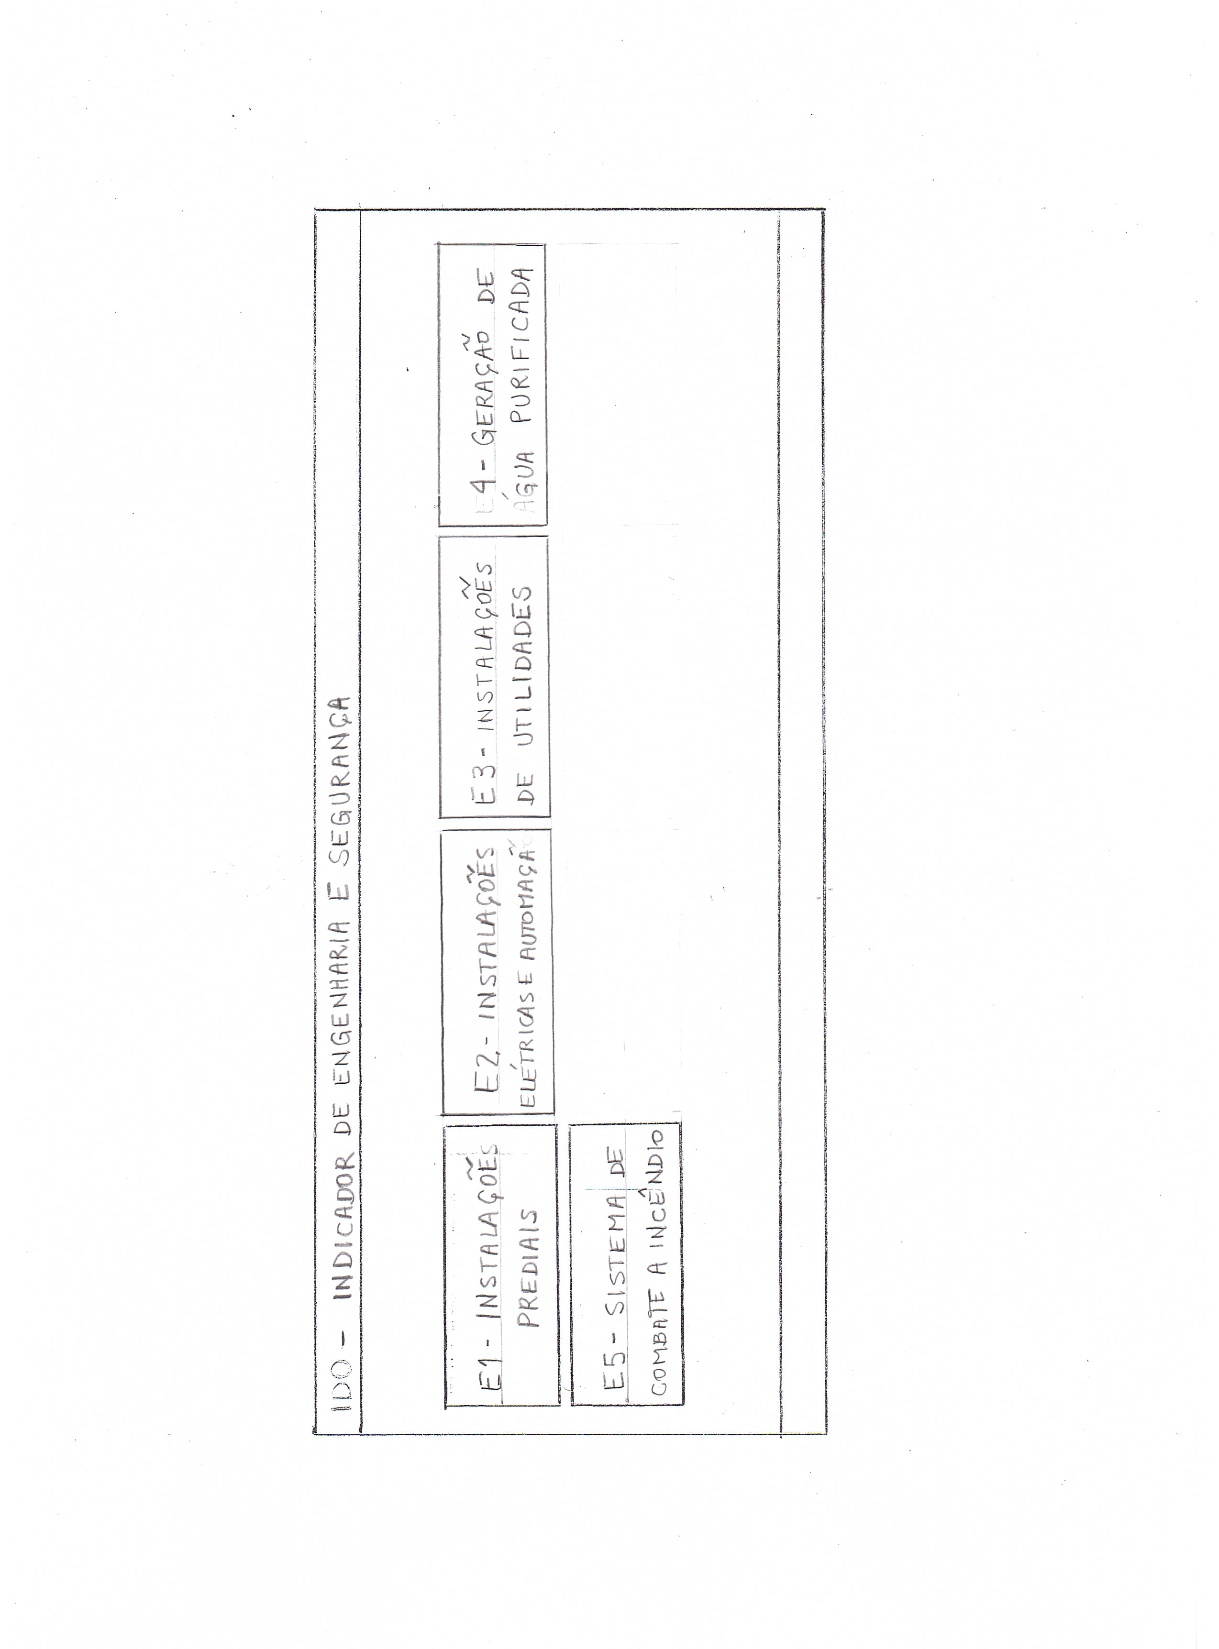 IDO - INDICADOR DE ENGENHARIA E SEGURANÇA
E1 - INSTALAÇÕES
PREDIAIS
E2 - INSTALAÇÕES
ELÉTRICAS E AUTOMAÇÃ
E3 - INSTALAÇÕES
DE UTILIDADES
E4 - GERAÇÃO DE
ÁGUA PURIFICADA
E5 - SISTEMA DE
COMBATE A INCÊNDIO